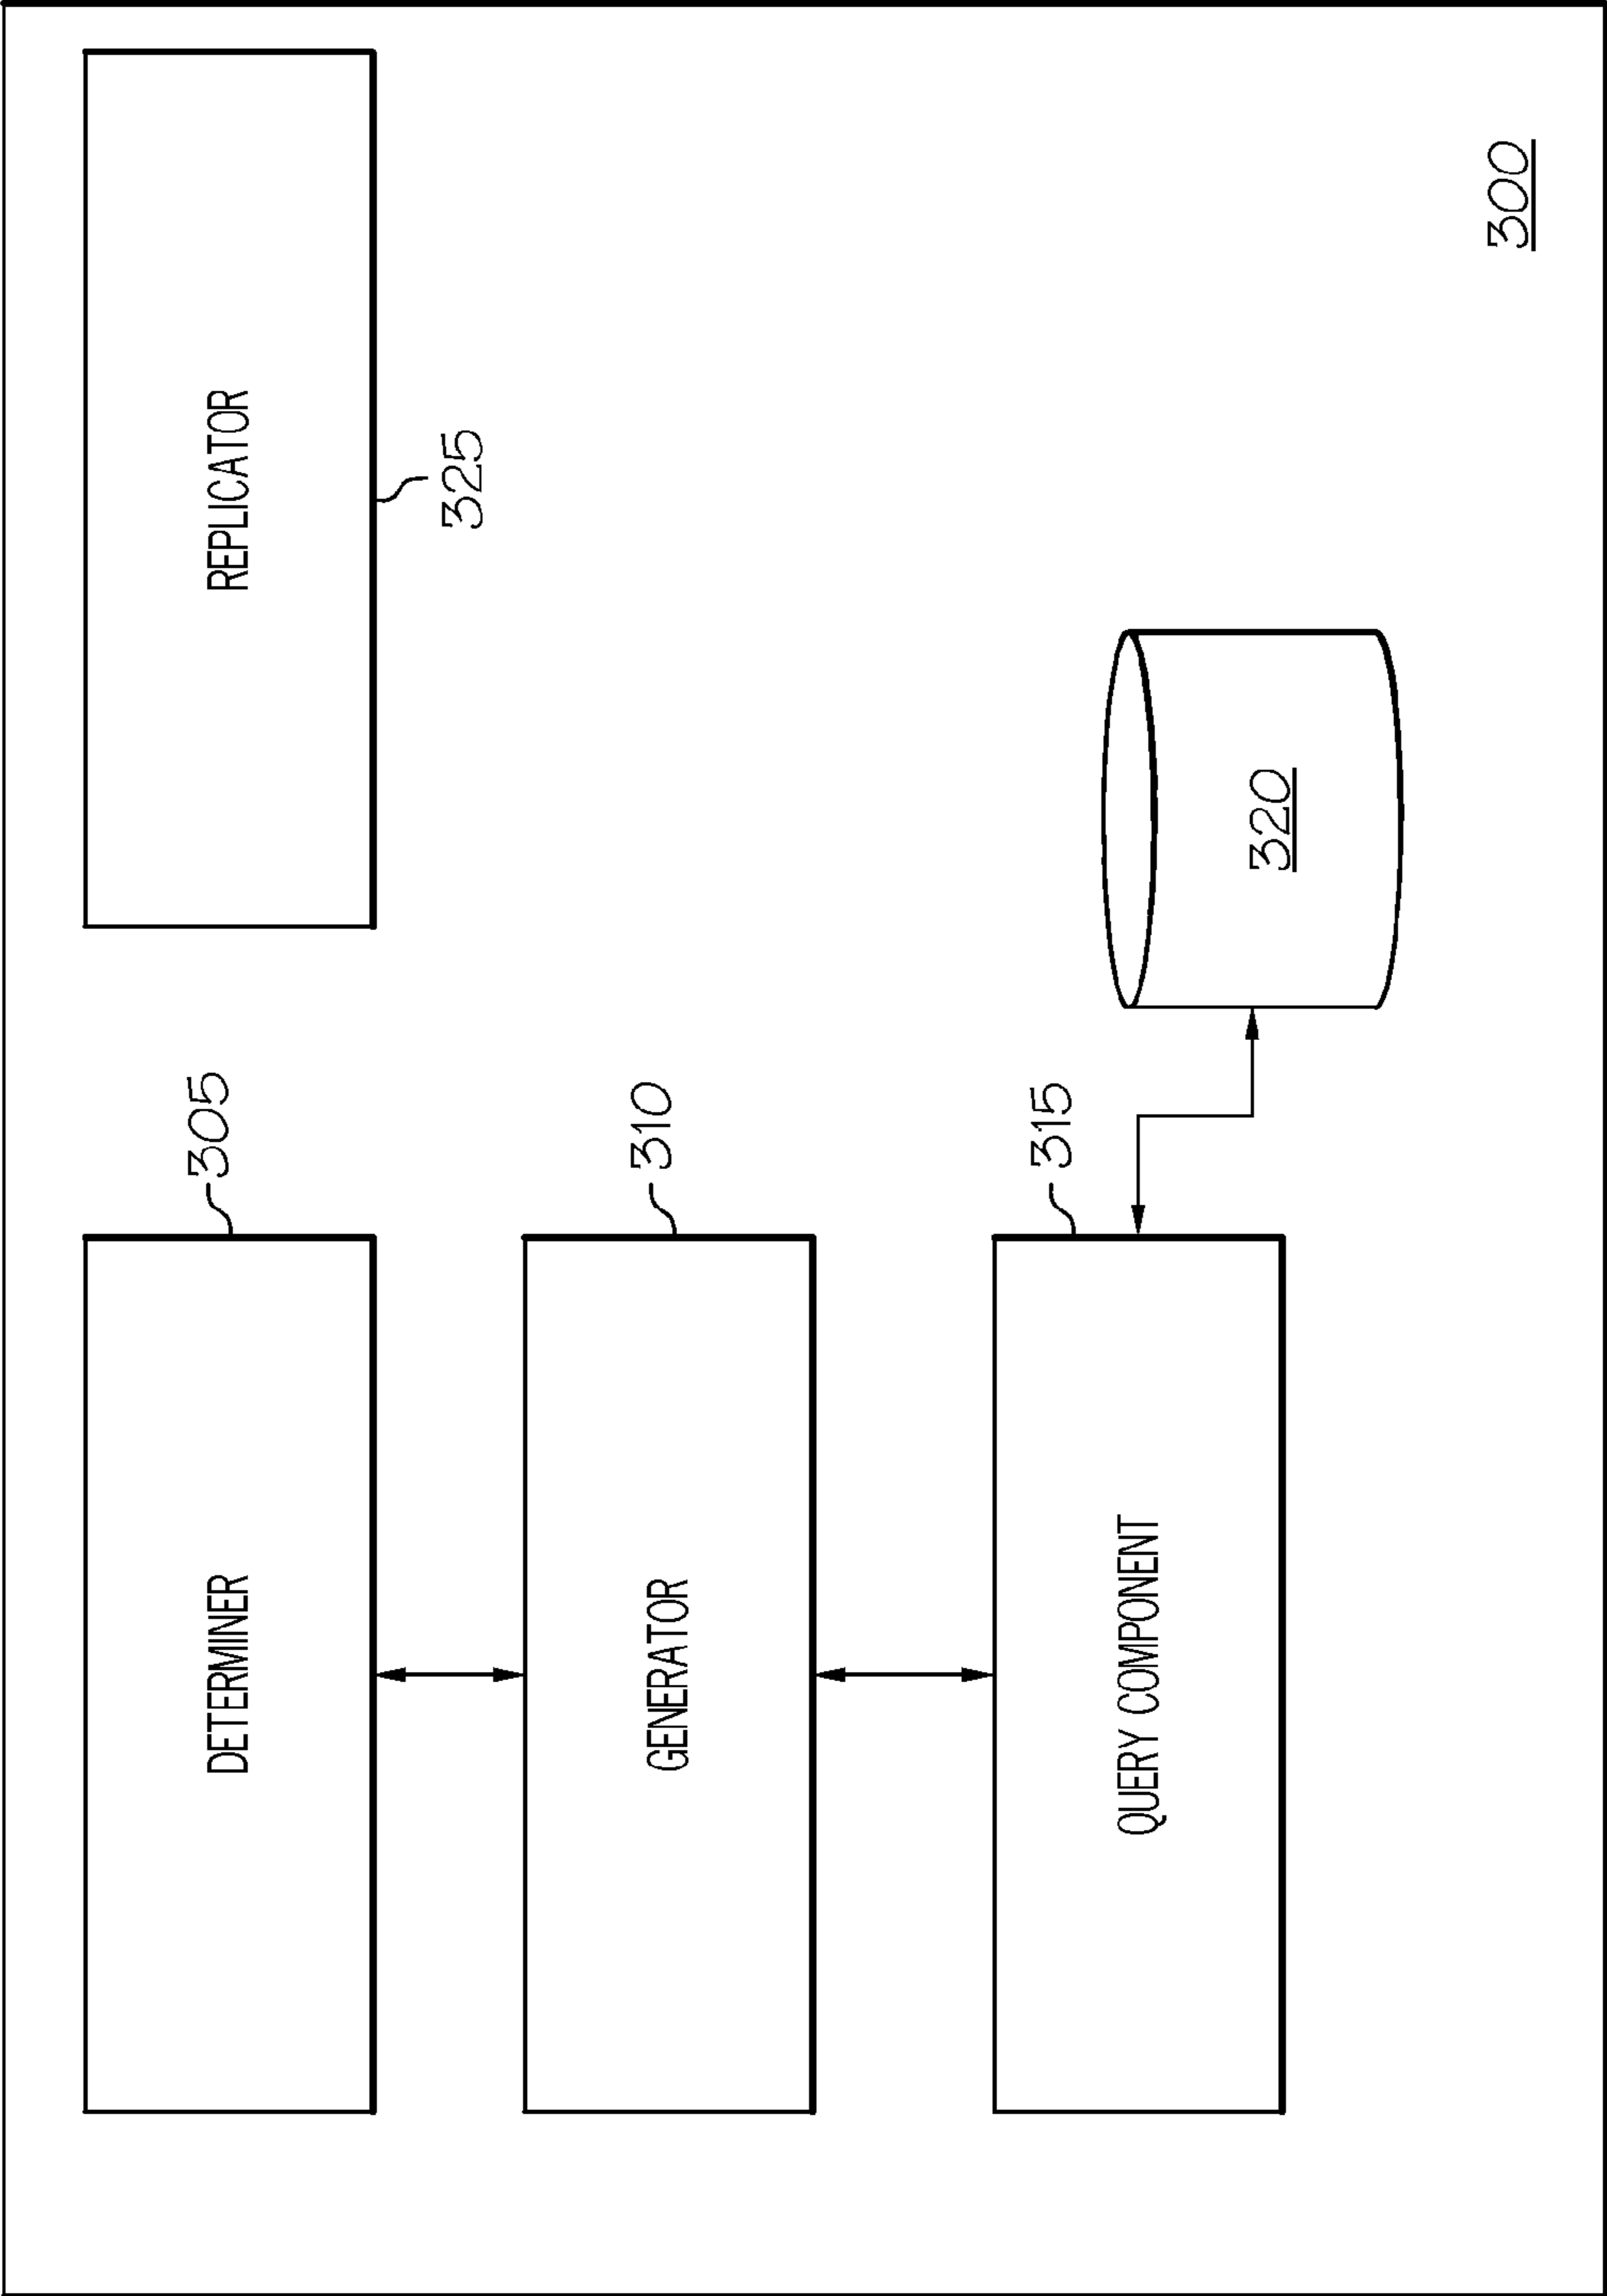 DETERMINER
305
REPLICATOR
325
GENERATOR
310
QUERY COMPONENT
315
320
300